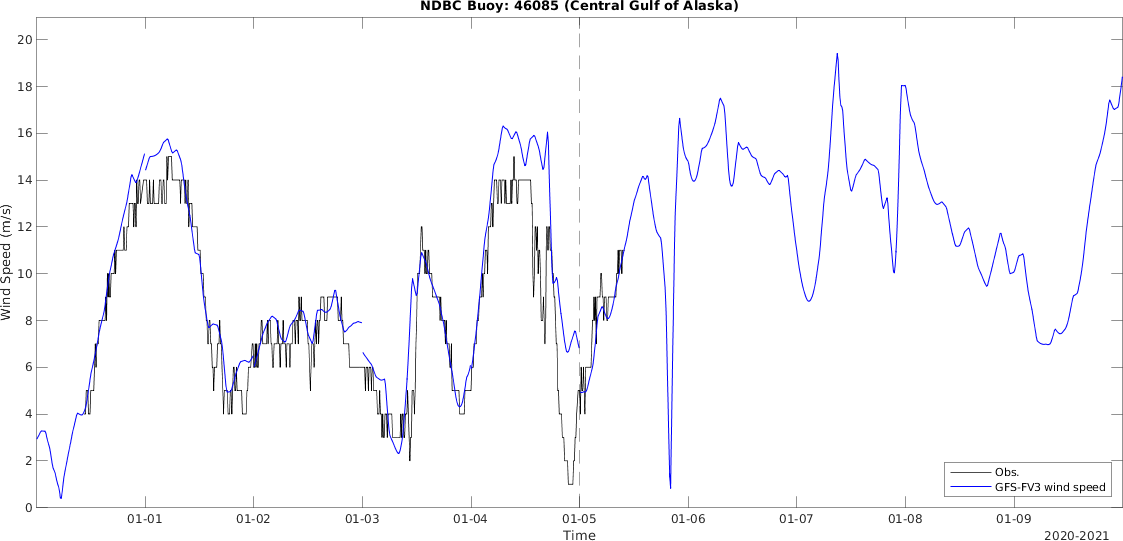 NDBC Buoy: 46085 (Central Gulf of Alaska)
20
18
16
14
12
10
8
6
4
2
0
Wind Speed (m/s)
01-01 01-02 01-03 01-04 01-05 01-06 01-07 01-08 01-09
Time
2020-2021
Obs.
GFS-FV3 wind speed